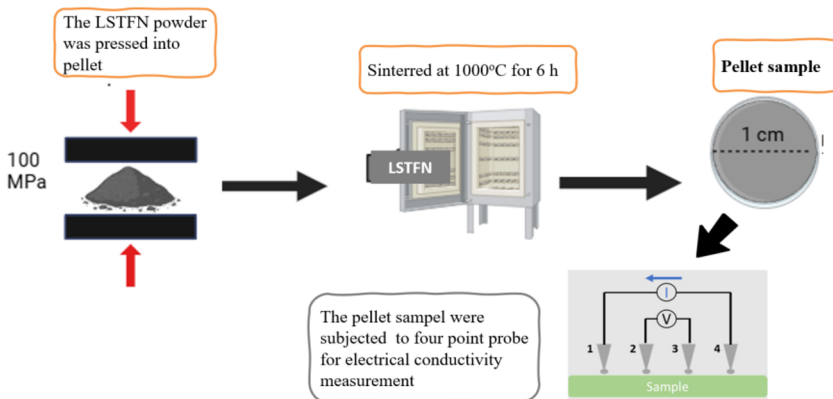 The LSTFN powder
was pressed into
pellet
100
MPa
Sinterred at 1000°C for 6 h
LSTFN
Pellet sample
1 cm
The pellet sampel were
subjected to four point probe
for electrical conductivity
measurement
I
V
1 2 3 4
Sample